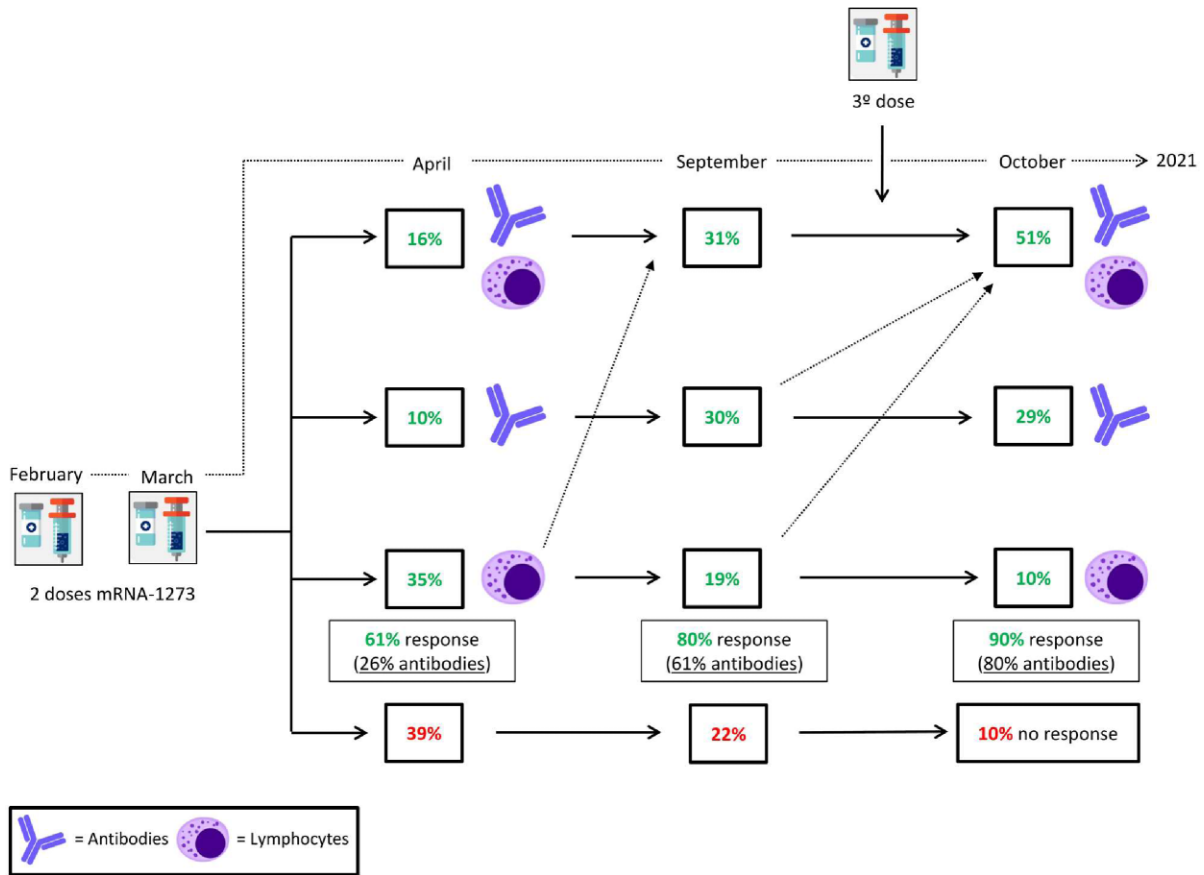 3º dose
April
September
October
2021
16%
31%
51%
10%
30%
29%
February
March
2 doses mRNA-1273
35%
19%
10%
61% response
(26% antibodies)
80% response
(61% antibodies)
90% response
(80% antibodies)
39%
22%
10% no response
= Antibodies
= Lymphocytes